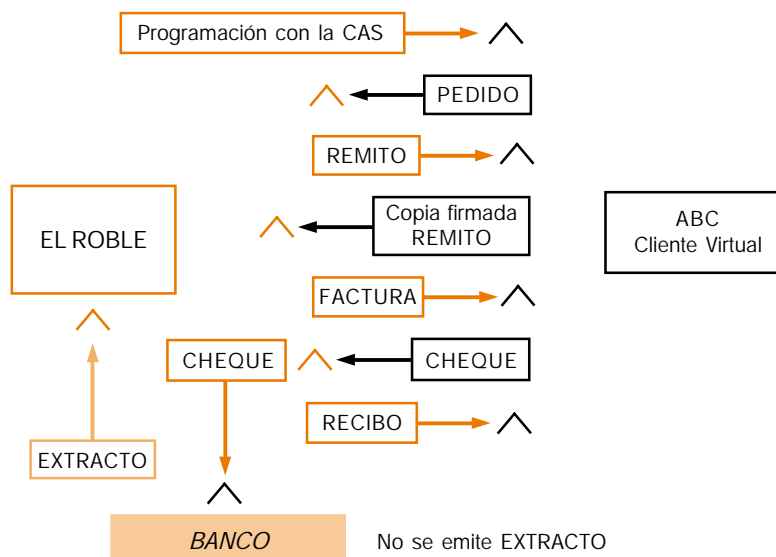 Programación con la CAS
PEDIDO
REMITO
Copia firmada
REMITO
EL ROBLE
ABC
Cliente Virtual
FACTURA
CHEQUE
CHEQUE
RECIBO
EXTRACTO
BANCO
No se emite EXTRACTO